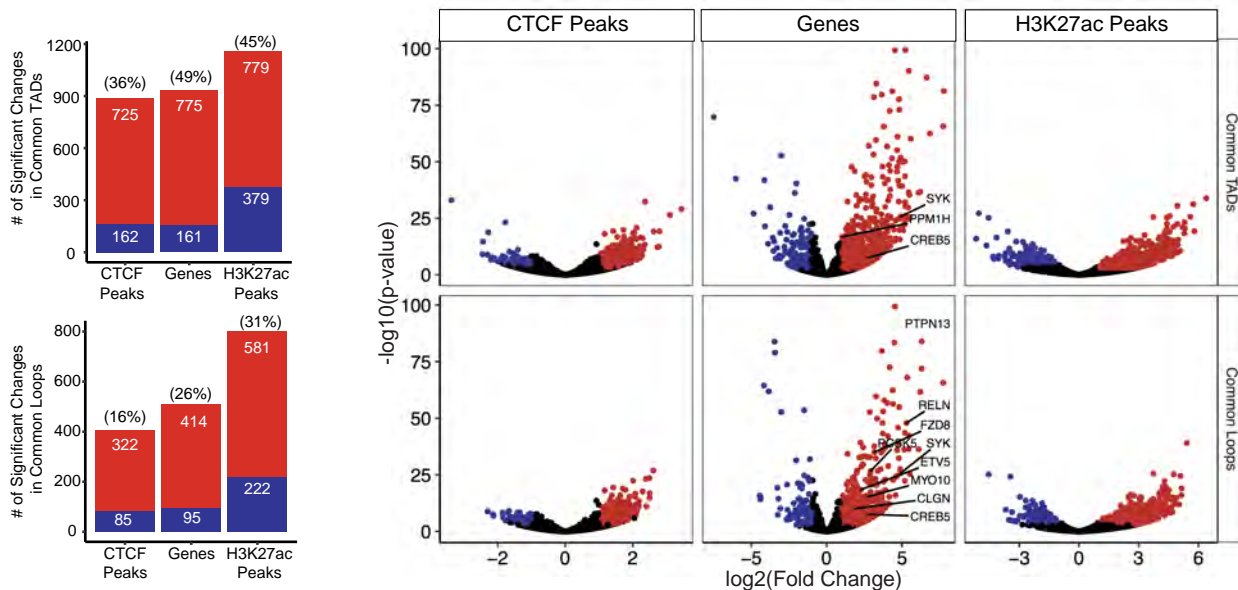 # of Significant Changes
in Common TADs
1200
900
600
300
0
(36%)
(49%)
(45%)
725
775
779
162
161
379
CTCF
Peaks
Genes
H3K27ac
Peaks
# of Significant Changes
in Common Loops
800
600
400
200
0
(16%)
(26%)
(31%)
322
414
581
85
95
222
CTCF
Peaks
Genes
H3K27ac
Peaks
CTCF Peaks
Genes
H3K27ac Peaks
Common TADs
Common Loops
-log10(p-value)
100
75
50
25
0
SYK
PPM1H
CREB5
100
75
50
25
0
PTPN13
RELN
FZD8
PCSK5
SYK
ETV5
MYO10
CLGN
CREB5
−2
0
2
−5
0
5
−3
0
3
6
log2(Fold Change)